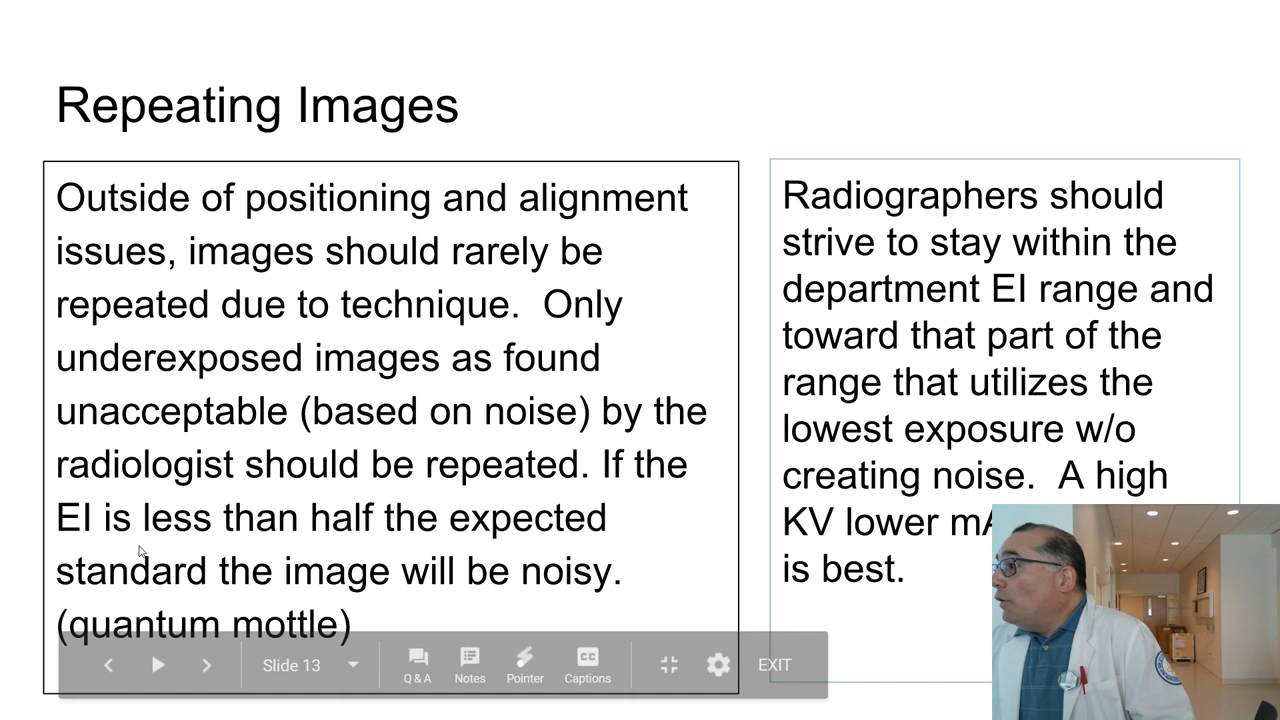 Repeating Images
Outside of positioning and alignment
issues, images should rarely be
repeated due to technique.  Only
underexposed images as found
unacceptable (based on noise) by the
radiologist should be repeated. If the
EI is less than half the expected
standard the image will be noisy.
(quantum mottle)
Radiographers should
strive to stay within the
department EI range and
toward that part of the
range that utilizes the
lowest exposure w/o
creating noise.  A high
KV lower
is best.
Slide 13
Q & A
Notes
Pointer
CC
Captions
EXIT